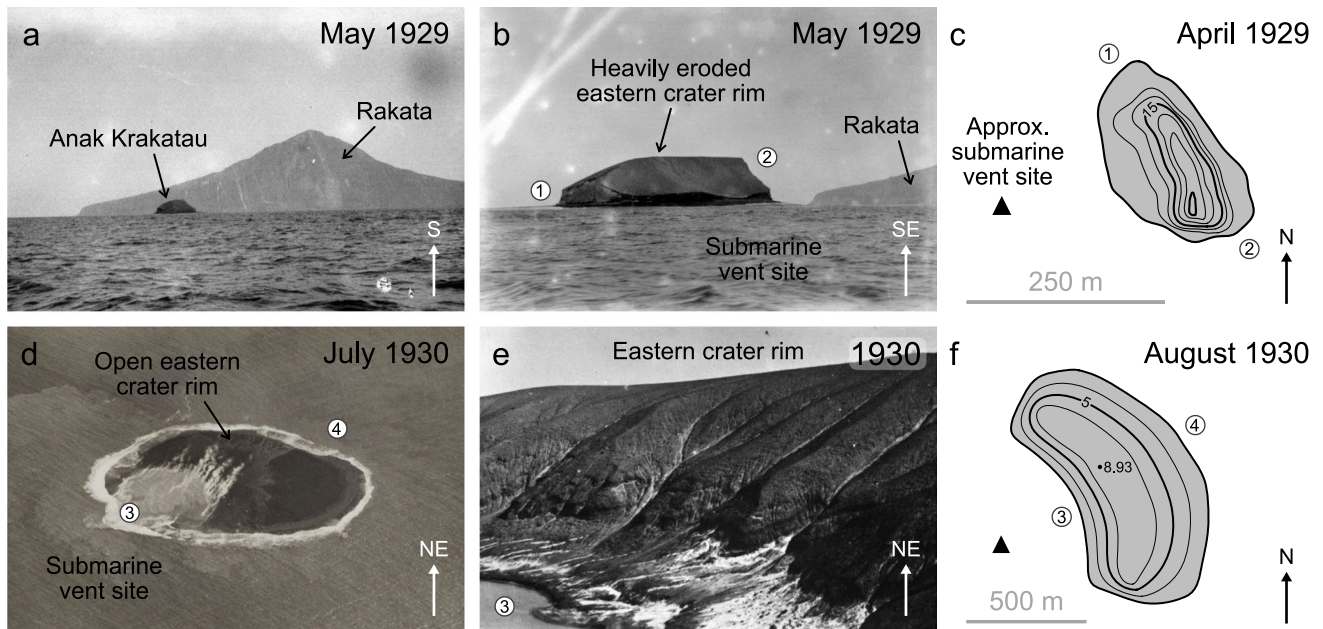 a
May 1929
Anak Krakatau
Rakata
S
b
May 1929
Heavily eroded
eastern crater rim
Rakata
①
②
SE
Submarine
vent site
c
April 1929
①
15
Approx.
submarine
vent site
②
N
250 m
d
July 1930
Open eastern
crater rim
④
③
NE
Submarine
vent site
e
Eastern crater rim
1930
NE
③
f
August 1930
5
④
8.93
③
N
500 m